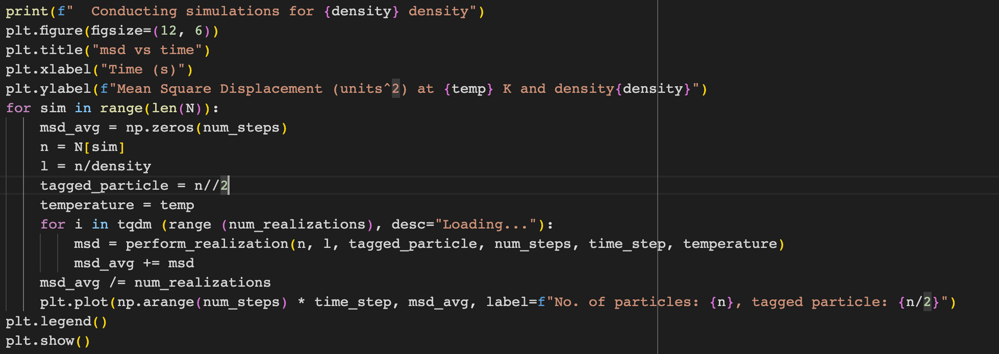 print(f"  Conducting simulations for {density} density")
plt.figure(figsize=(12, 6))
plt.title("msd vs time")
plt.xlabel("Time (s)")
plt.ylabel(f"Mean Square Displacement (units^2) at {temp} K and density{density}")
for sim in range(len(N)):
    msd_avg = np.zeros(num_steps)
    n = N[sim]
    l = n/density
    tagged_particle = n//2
    temperature = temp
    for i in tqdm (range (num_realizations), desc="Loading..."):
        msd = perform_realization(n, l, tagged_particle, num_steps, time_step, temperature)
        msd_avg += msd
    msd_avg /= num_realizations
    plt.plot(np.arange(num_steps) * time_step, msd_avg, label=f"No. of particles: {n}, tagged particle: {n/2}")
plt.legend()
plt.show()